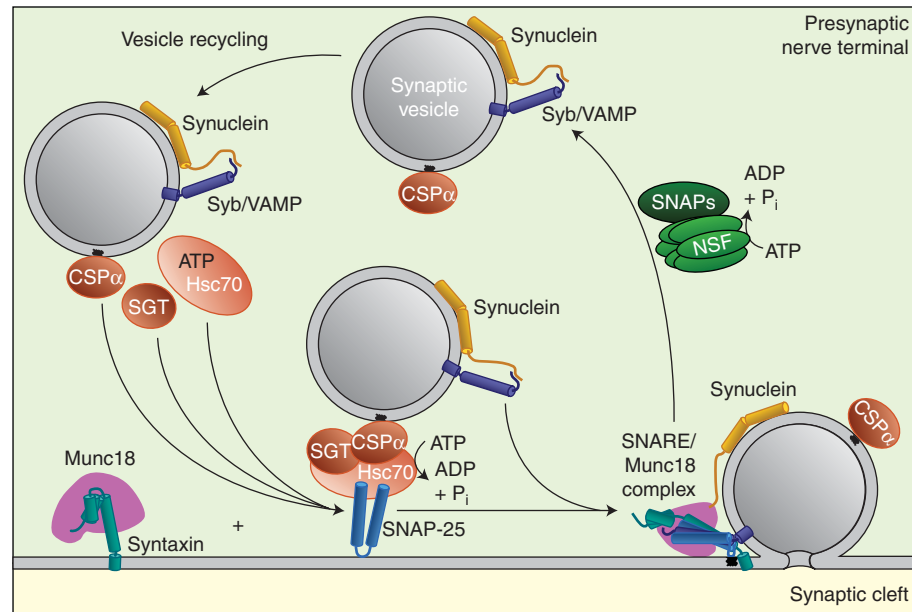 Vesicle recycling
Synuclein
Synaptic
vesicle
Syb/VAMP
CSPα
Presynaptic
nerve terminal
Synuclein
Syb/VAMP
CSPα
SGT
ATP
Hsc70
SNAPs
NSF
ADP
+ Pi
ATP
Synuclein
SGT
CSPα
Hsc70
ATP
ADP
+ Pi
SNAP-25
Munc18
Syntaxin
+
Synuclein
CSPα
SNARE/
Munc18
complex
Synaptic cleft